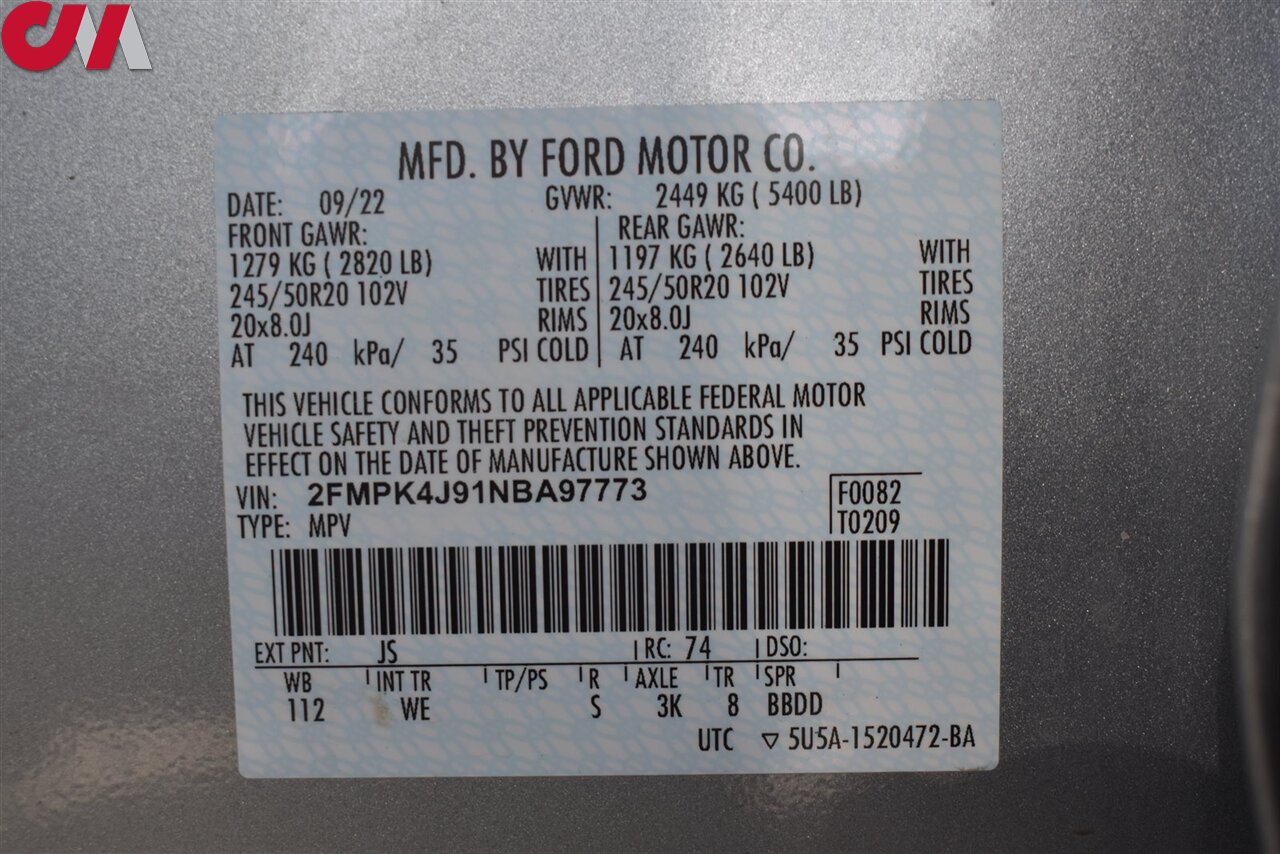 CM
MFD. BY FORD MOTOR CO.
DATE: 09/22 GVWR: 2449 KG ( 5400 LB)
FRONT GAWR: REAR GAWR:
1279 KG ( 2820 LB) WITH 1197 KG ( 2640 LB) WITH
245/50R20 102V TIRES 245/50R20 102V TIRES
20x8.0J RIMS 20x8.0J RIMS
AT 240 kPa/ 35 PSI COLD AT 240 kPa/ 35 PSI COLD
THIS VEHICLE CONFORMS TO ALL APPLICABLE FEDERAL MOTOR
VEHICLE SAFETY AND THEFT PREVENTION STANDARDS IN
EFFECT ON THE DATE OF MANUFACTURE SHOWN ABOVE.
VIN: 2FMPK4J91NBA97773 F0082
TYPE: MPV T0209
EXT PNT: JS RC: 74 DSO:
WB INT TR TP/PS R AXLE TR SPR
112 WE S 3K 8 BBDD
UTC ▽ 5U5A-1520472-BA